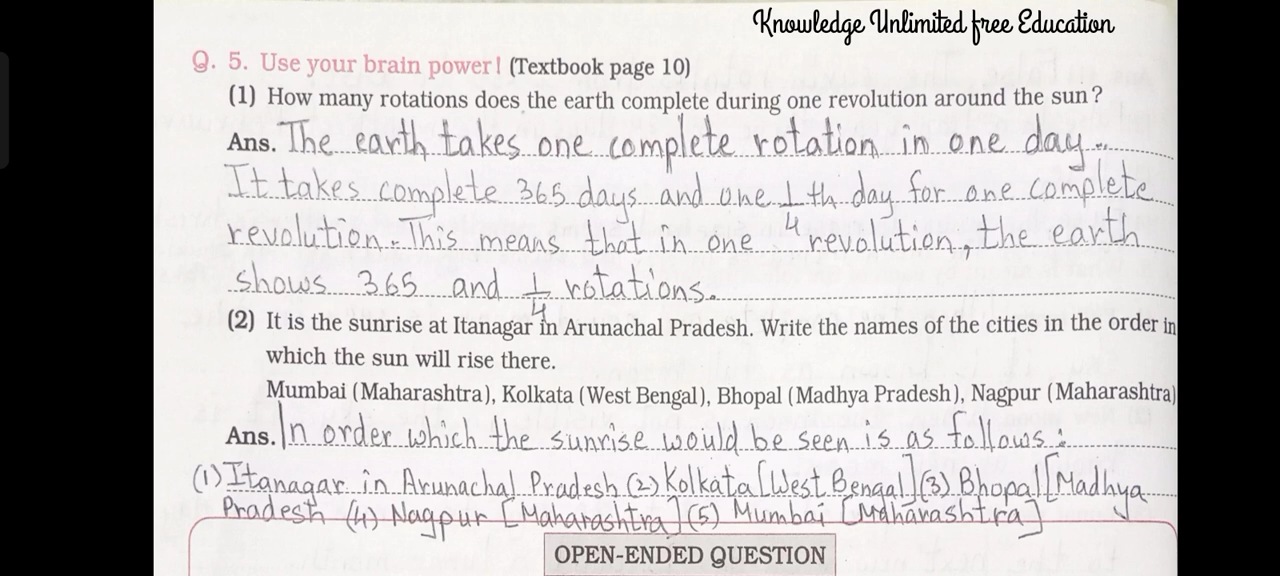 Knowledge Unlimited free Education
Q. 5. Use your brain power! (Textbook page 10)
(1) How many rotations does the earth complete during one revolution around the sun?
Ans. The earth takes one complete rotation in one day.
It takes complete 365 days and one 1/4 th day for one complete
revolution. This means that in one revolution, the earth
shows 365 and 1/4 rotations.
(2) It is the sunrise at Itanagar in Arunachal Pradesh. Write the names of the cities in the order in
which the sun will rise there.
Mumbai (Maharashtra), Kolkata (West Bengal), Bhopal (Madhya Pradesh), Nagpur (Maharashtra)
Ans. In order which the sunrise would be seen is as follows:
(1) Itanagar in Arunachal Pradesh (2) Kolkata [West Bengal] (3) Bhopal [Madhya
Pradesh (4) Nagpur [Maharashtra] (5) Mumbai [Maharashtra]
OPEN-ENDED QUESTION